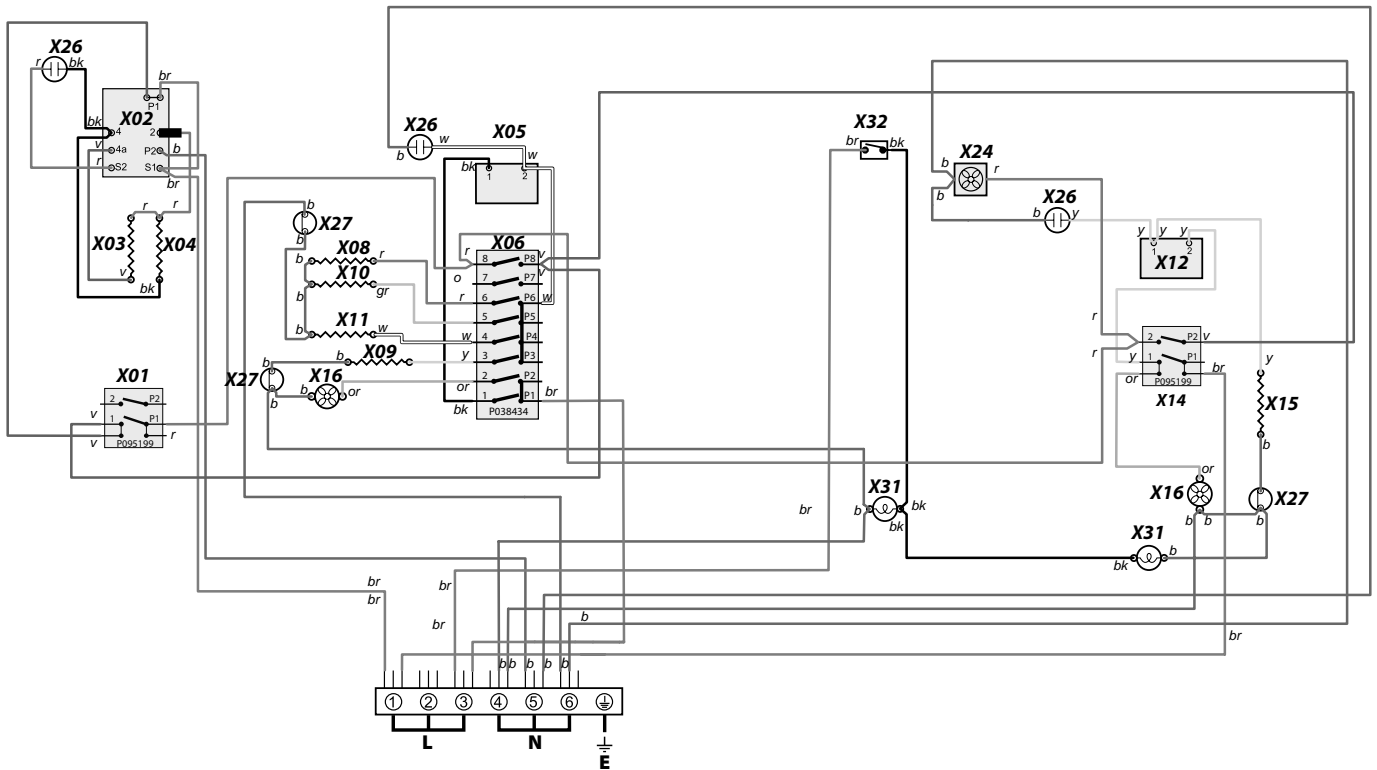 X26
r
bk
br
P1
X02
bk
4
2
v
4a
P2
b
r
S2
S1
br
r
r
X03
X04
v
bk
X26
b
w
X05
w
bk
1
2
X32
br
bk
b
X24
r
b
X26
b
y
y
y
y
1
2
X12
b
X27
b
X08
b
r
X10
b
gr
X11
b
w
X09
b
b
X27
b
X16
b
or
X06
r
8
P8
v
v
o
7
P7
r
6
P6
w
5
P5
w
4
P4
y
3
P3
or
2
P2
br
bk
1
P1
P038434
X01
2
P2
v
1
P1
v
r
P095199
r
r
2
P2
v
y
1
P1
br
or
P095199
X14
y
X15
b
or
X16
b
b
X27
b
X31
b
bk
bk
br
X31
bk
b
br
br
br
br
b
br
b
b
b
b
b
1
2
3
4
5
6
L
N
E